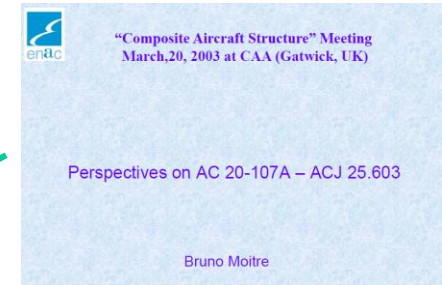 enac
“Composite Aircraft Structure” Meeting
March,20, 2003 at CAA (Gatwick, UK)
Perspectives on AC 20-107A – ACJ 25.603
Bruno Moitre